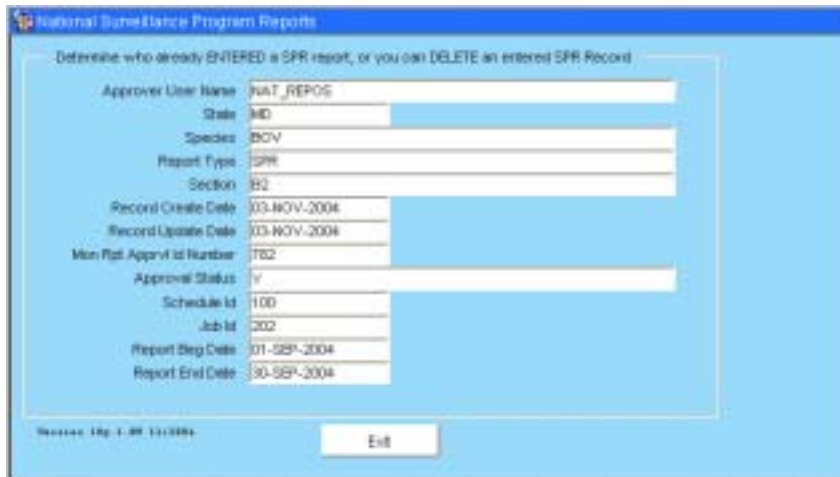 National Surveillance Program Reports
Determine who already ENTERED a SPR report, or you can DELETE an entered SPR Record
Approver User Name NAT_REPOS
State MD
Species BOV
Report Type SPR
Section B2
Record Create Date 03-NOV-2004
Record Update Date 03-NOV-2004
Mon Rpt Apprvl Id Number 782
Approval Status Y
Schedule Id 100
Job Id 202
Report Beg Date 01-SEP-2004
Report End Date 30-SEP-2004
Version
Exit